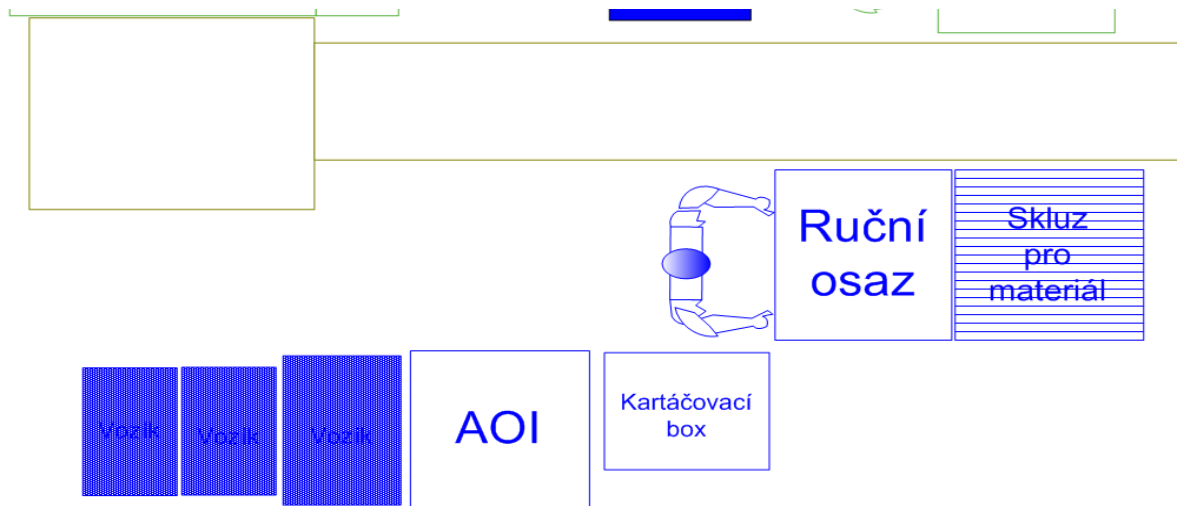 Ruční
osaz
Skluz
pro
materiál
Vozík
Vozík
Vozík
AOI
Kartáčovací
box